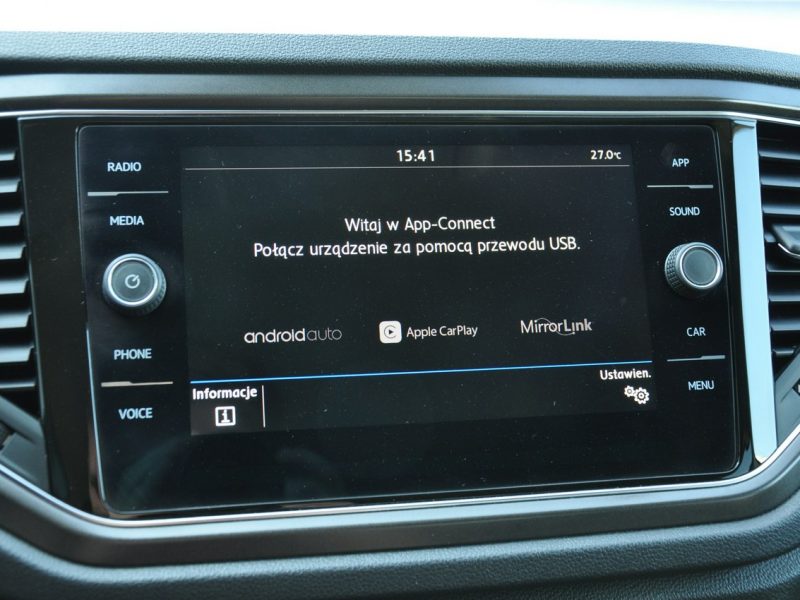 RADIO
MEDIA
PHONE
VOICE
15:41
27.0°C
Witaj w App-Connect
Połącz urządzenie za pomocą przewodu USB.
androidauto
Apple CarPlay
MirrorLink
Informacje
i
Ustawien.
APP
SOUND
CAR
MENU